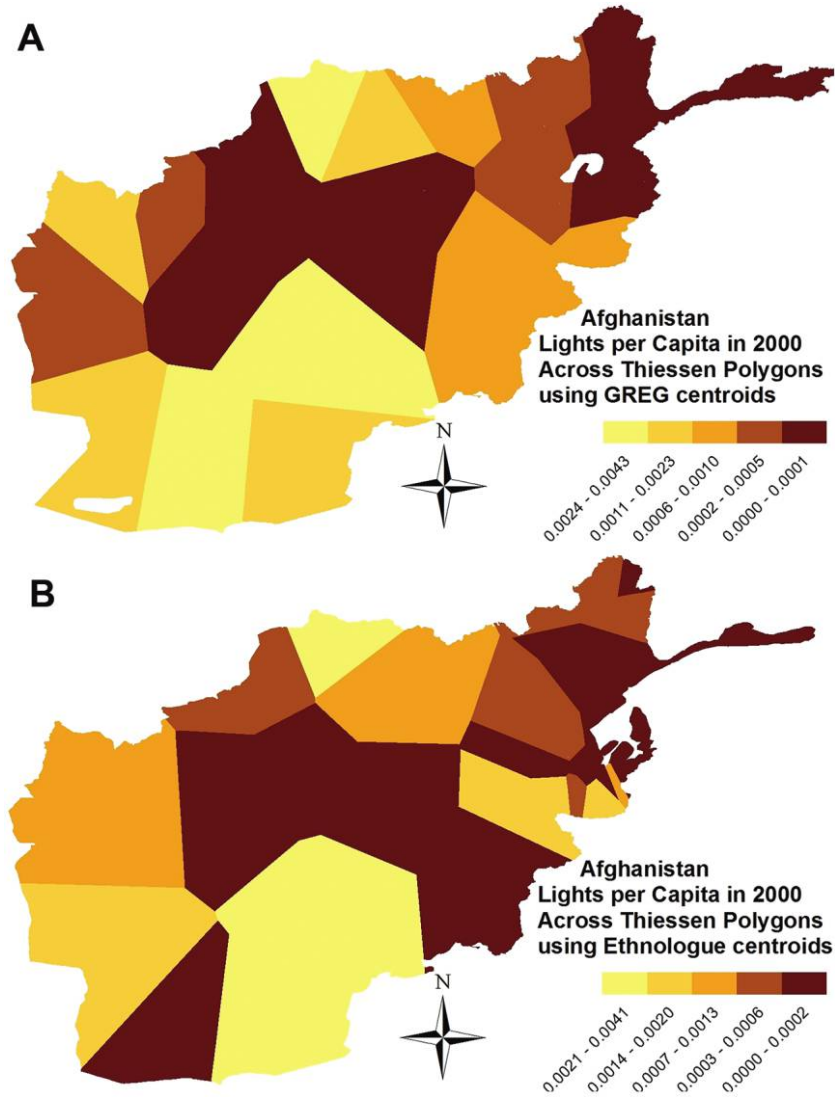 A
Afghanistan
Lights per Capita in 2000
Across Thiessen Polygons
using GREG centroids
N
0.0024 - 0.0043
0.0011 - 0.0023
0.0006 - 0.0010
0.0002 - 0.0005
0.0000 - 0.0001
B
Afghanistan
Lights per Capita in 2000
Across Thiessen Polygons
using Ethnologue centroids
N
0.0021 - 0.0041
0.0014 - 0.0020
0.0007 - 0.0013
0.0003 - 0.0006
0.0000 - 0.0002